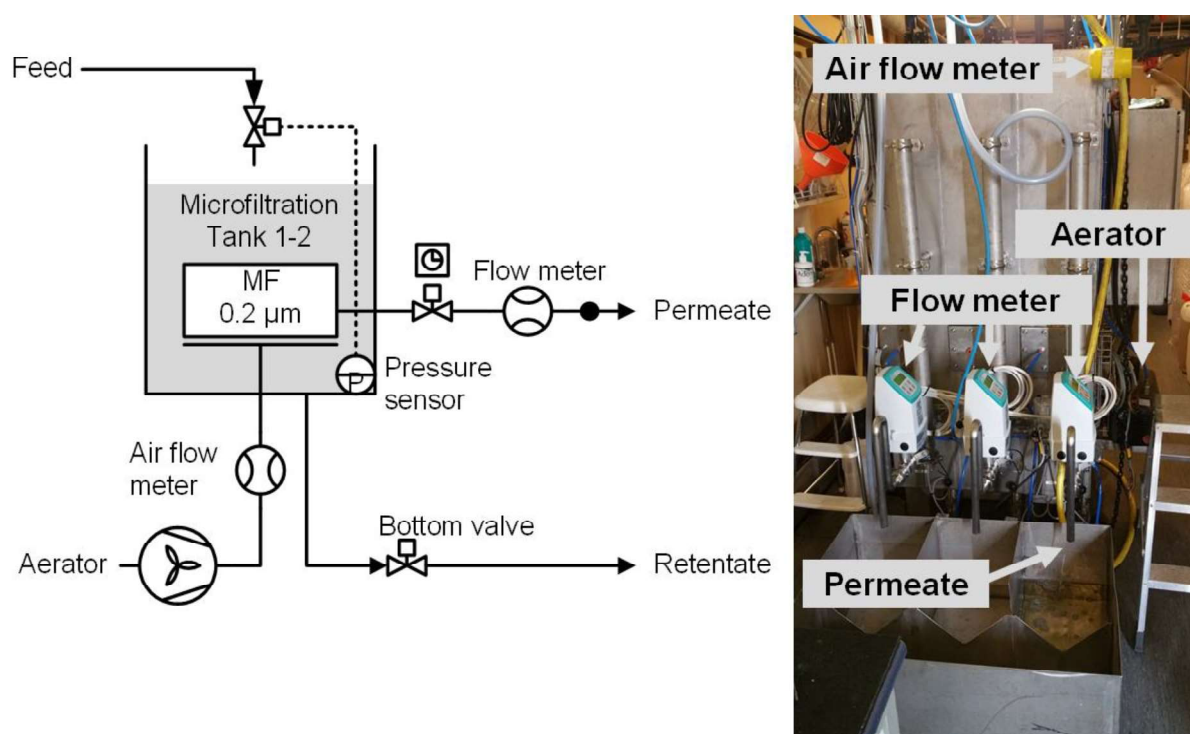 Feed
Microfiltration
Tank 1-2
MF
0.2 µm
Flow meter
Permeate
P
Pressure
sensor
Air flow
meter
Bottom valve
Aerator
Retentate
Air flow meter
Aerator
Flow meter
Permeate